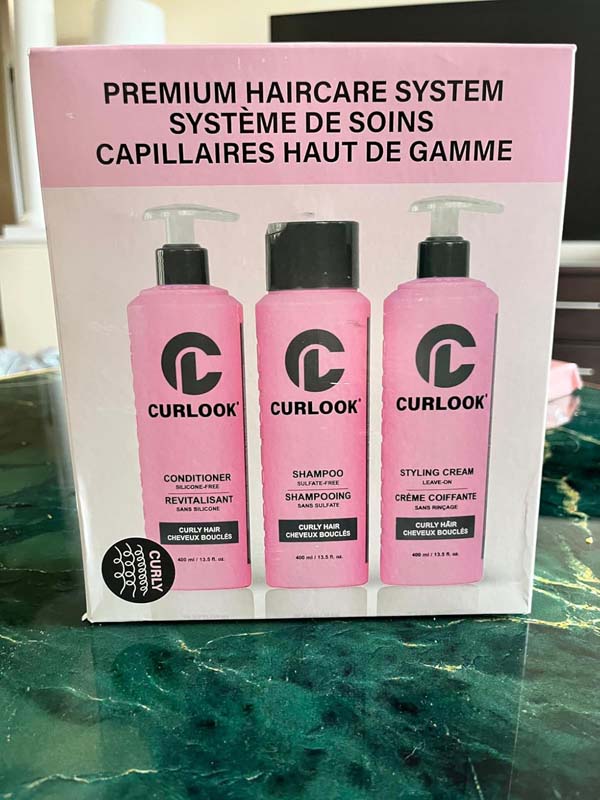 PREMIUM HAIRCARE SYSTEM
SYSTÈME DE SOINS
CAPILLAIRES HAUT DE GAMME
CURLOOK
CONDITIONER
SILICONE-FREE
REVITALISANT
SANS SILICONE
CURLY HAIR
CHEVEUX BOUCLÉS
400 ml / 13.5 fl. oz.
CURLOOK
SHAMPOO
SULFATE-FREE
SHAMPOOING
SANS SULFATE
CURLY HAIR
CHEVEUX BOUCLÉS
400 ml / 13.5 fl. oz.
CURLOOK
STYLING CREAM
LEAVE-ON
CRÈME COIFFANTE
SANS RINÇAGE
CURLY HAIR
CHEVEUX BOUCLÉS
400 ml / 13.5 fl. oz.
CURLY